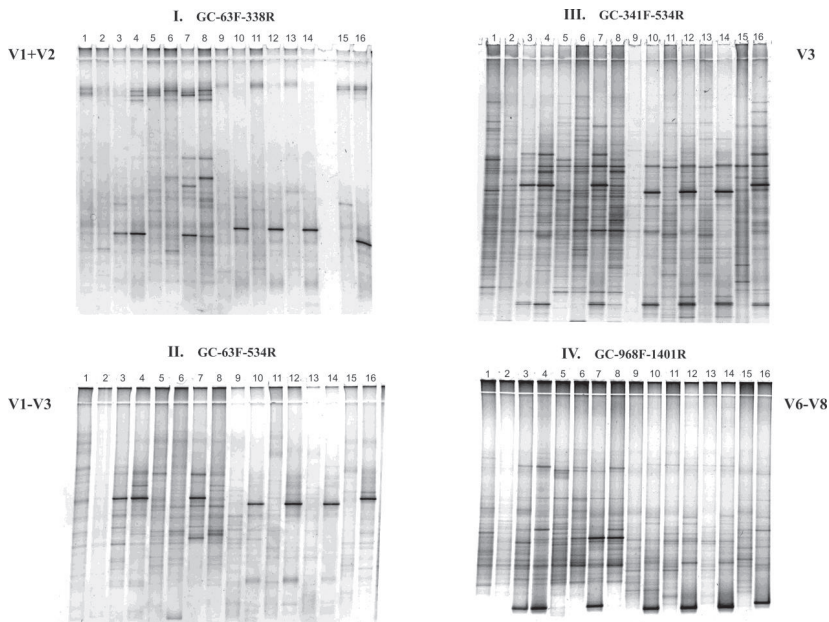 I. GC-63F-338R
V1+V2
1 2 3 4 5 6 7 8 9 10 11 12 13 14 15 16
III. GC-341F-534R
V3
1 2 3 4 5 6 7 8 9 10 11 12 13 14 15 16
II. GC-63F-534R
V1-V3
1 2 3 4 5 6 7 8 9 10 11 12 13 14 15 16
IV. GC-968F-1401R
V6-V8
1 2 3 4 5 6 7 8 9 10 11 12 13 14 15 16